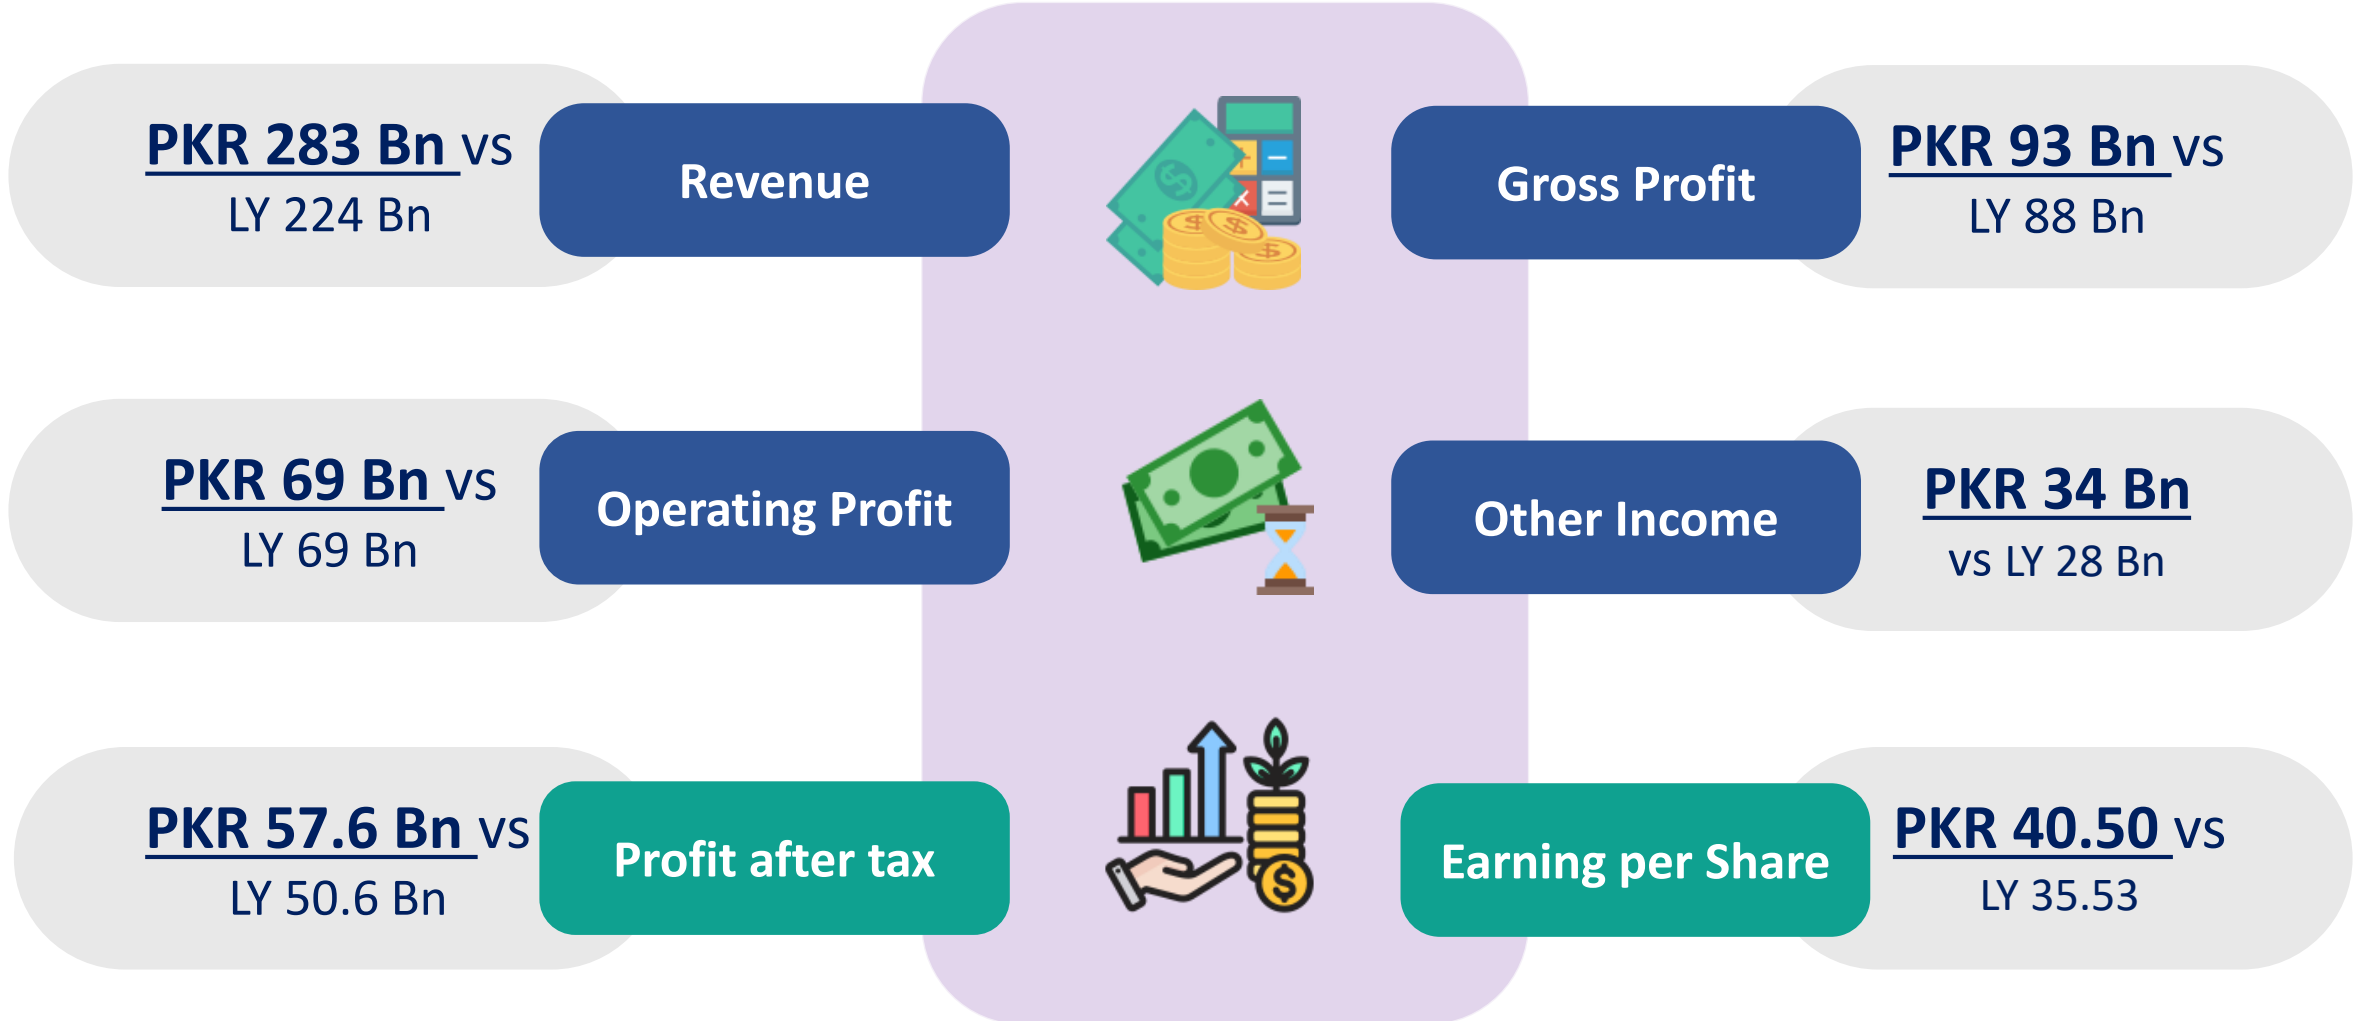 PKR 283 Bn vs
LY 224 Bn
Revenue
Gross Profit
PKR 93 Bn vs
LY 88 Bn
PKR 69 Bn vs
LY 69 Bn
Operating Profit
Other Income
PKR 34 Bn
vs LY 28 Bn
PKR 57.6 Bn vs
LY 50.6 Bn
Profit after tax
Earning per Share
PKR 40.50 vs
LY 35.53